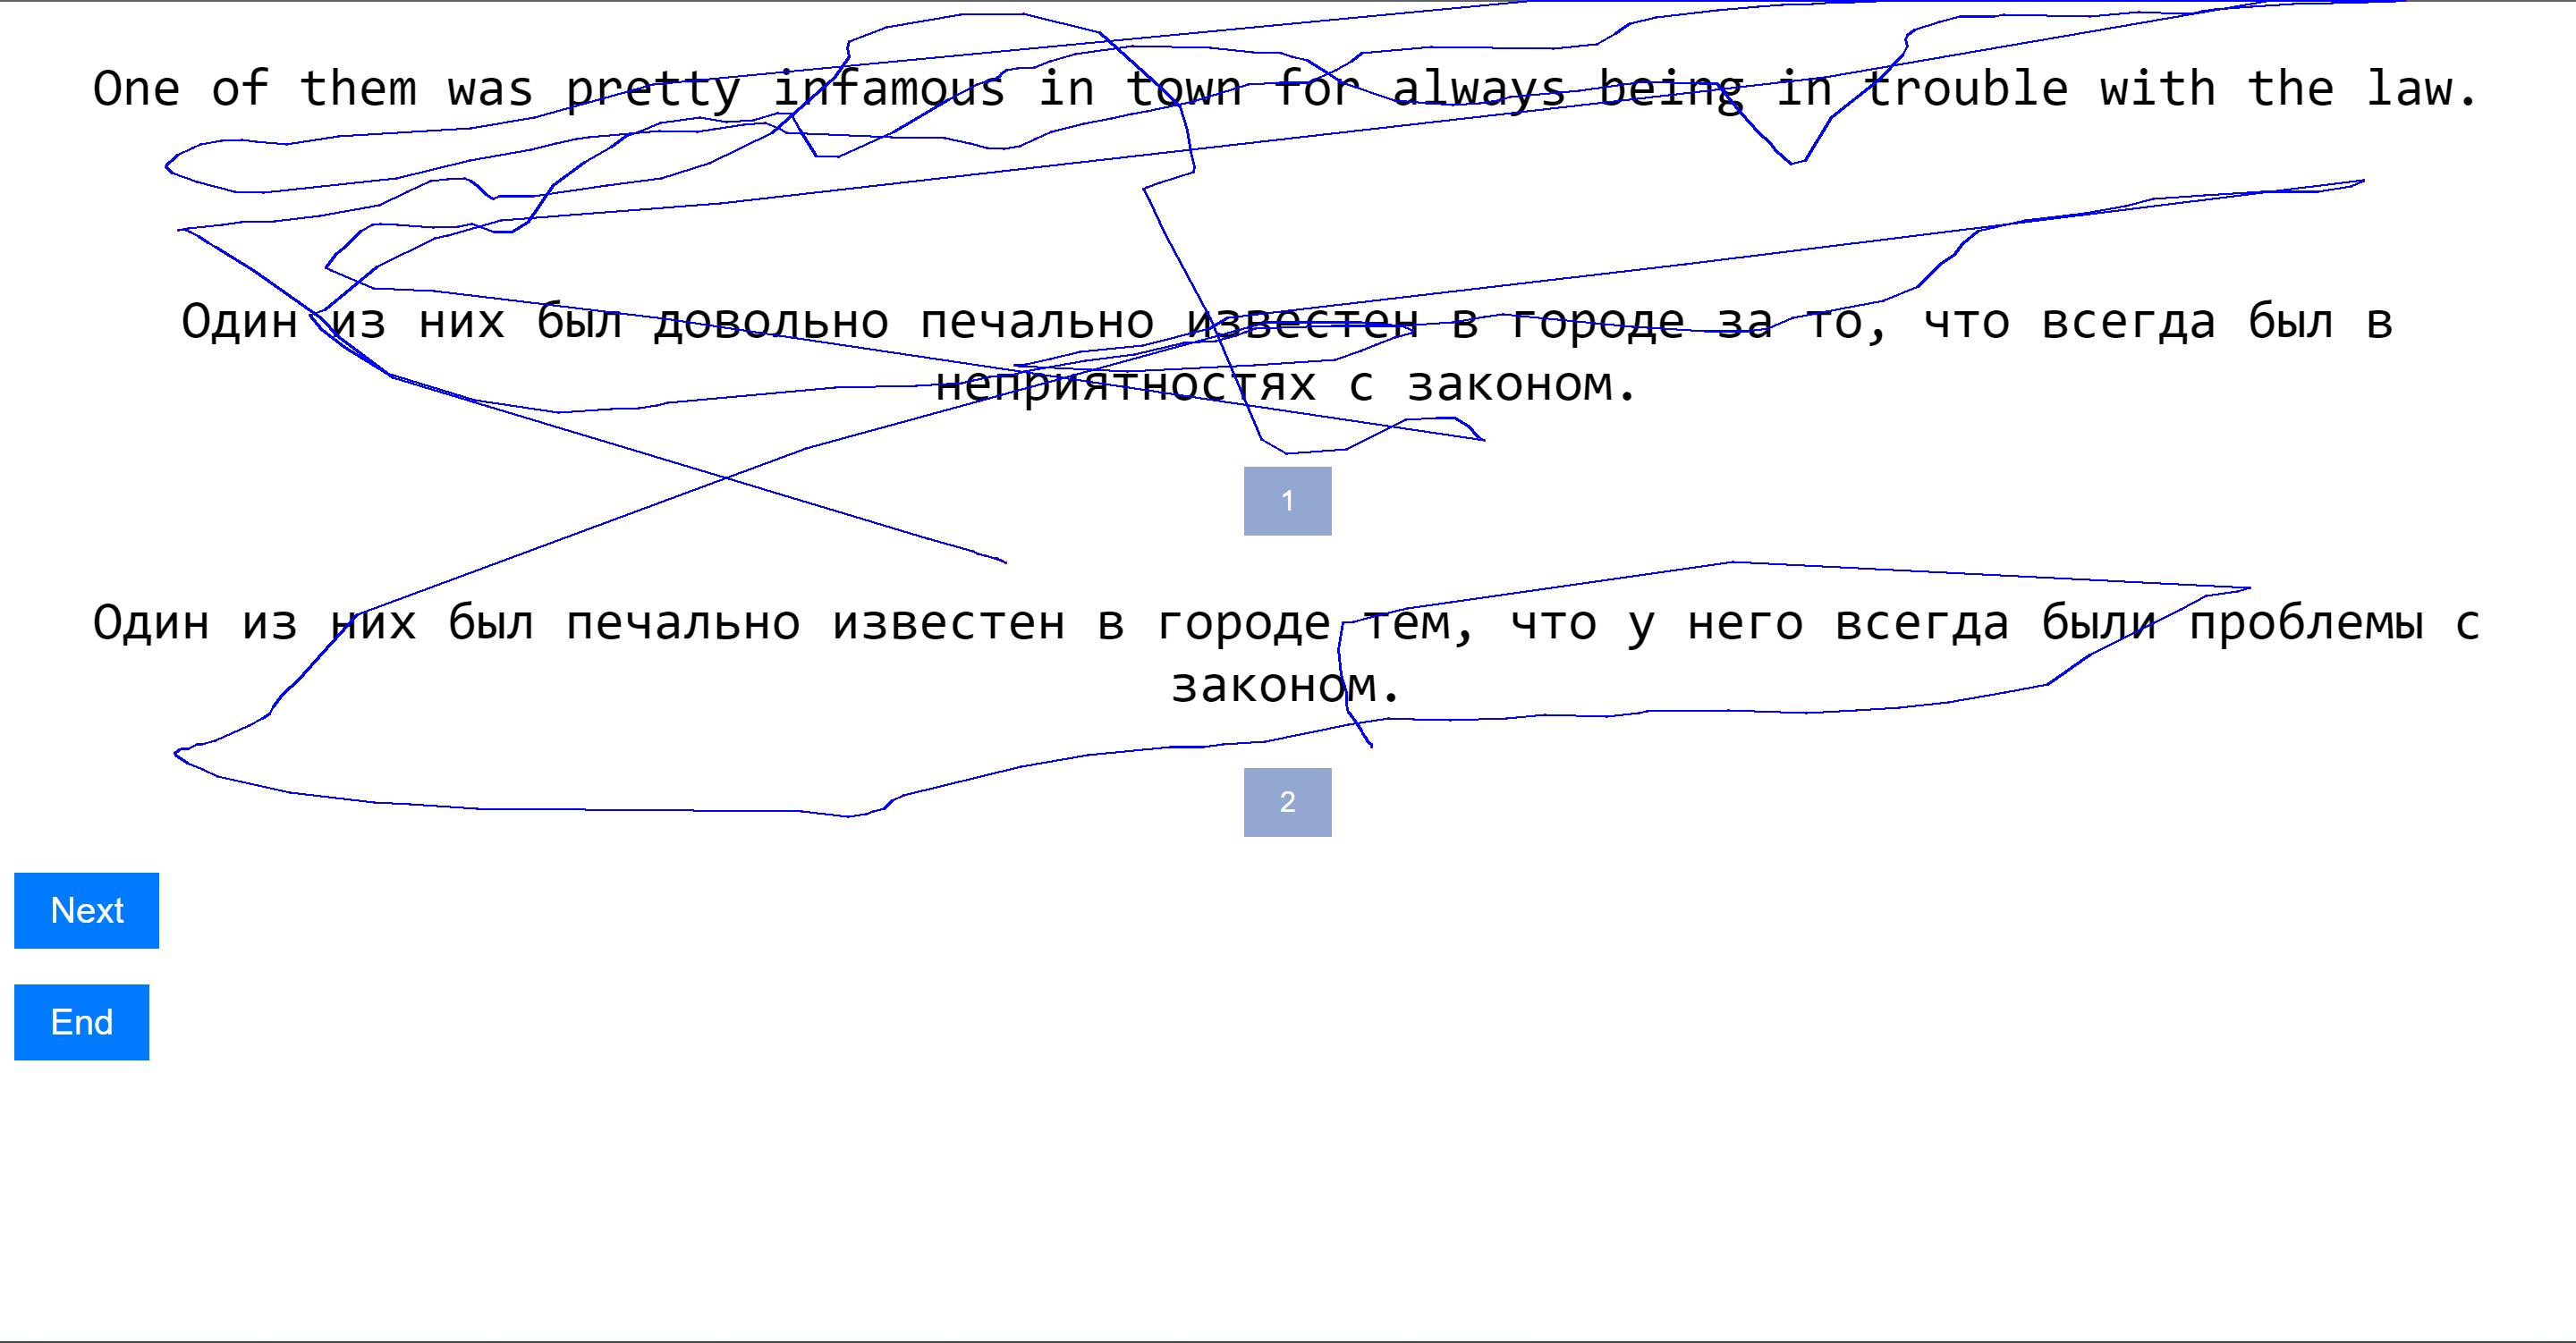 One of them was pretty infamous in town for always being in trouble with the law.
Один из них был довольно печально известен в городе за то, что всегда был в
неприятностях с законом.
1
Один из них был печально известен в городе тем, что у него всегда были проблемы с
законом.
2
Next
End